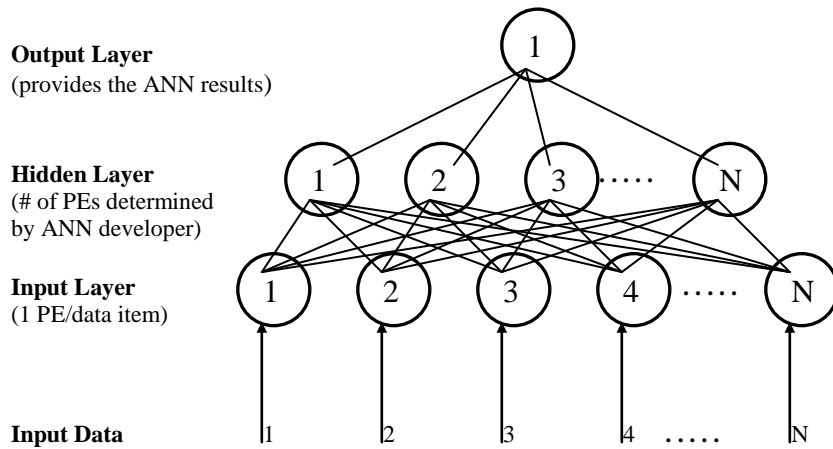 Output Layer
(provides the ANN results)
1
Hidden Layer
(# of PEs determined
by ANN developer)
1 2 3 ..... N
Input Layer
(1 PE/data item)
1 2 3 4 ..... N
Input Data
1 2 3 4 ..... N